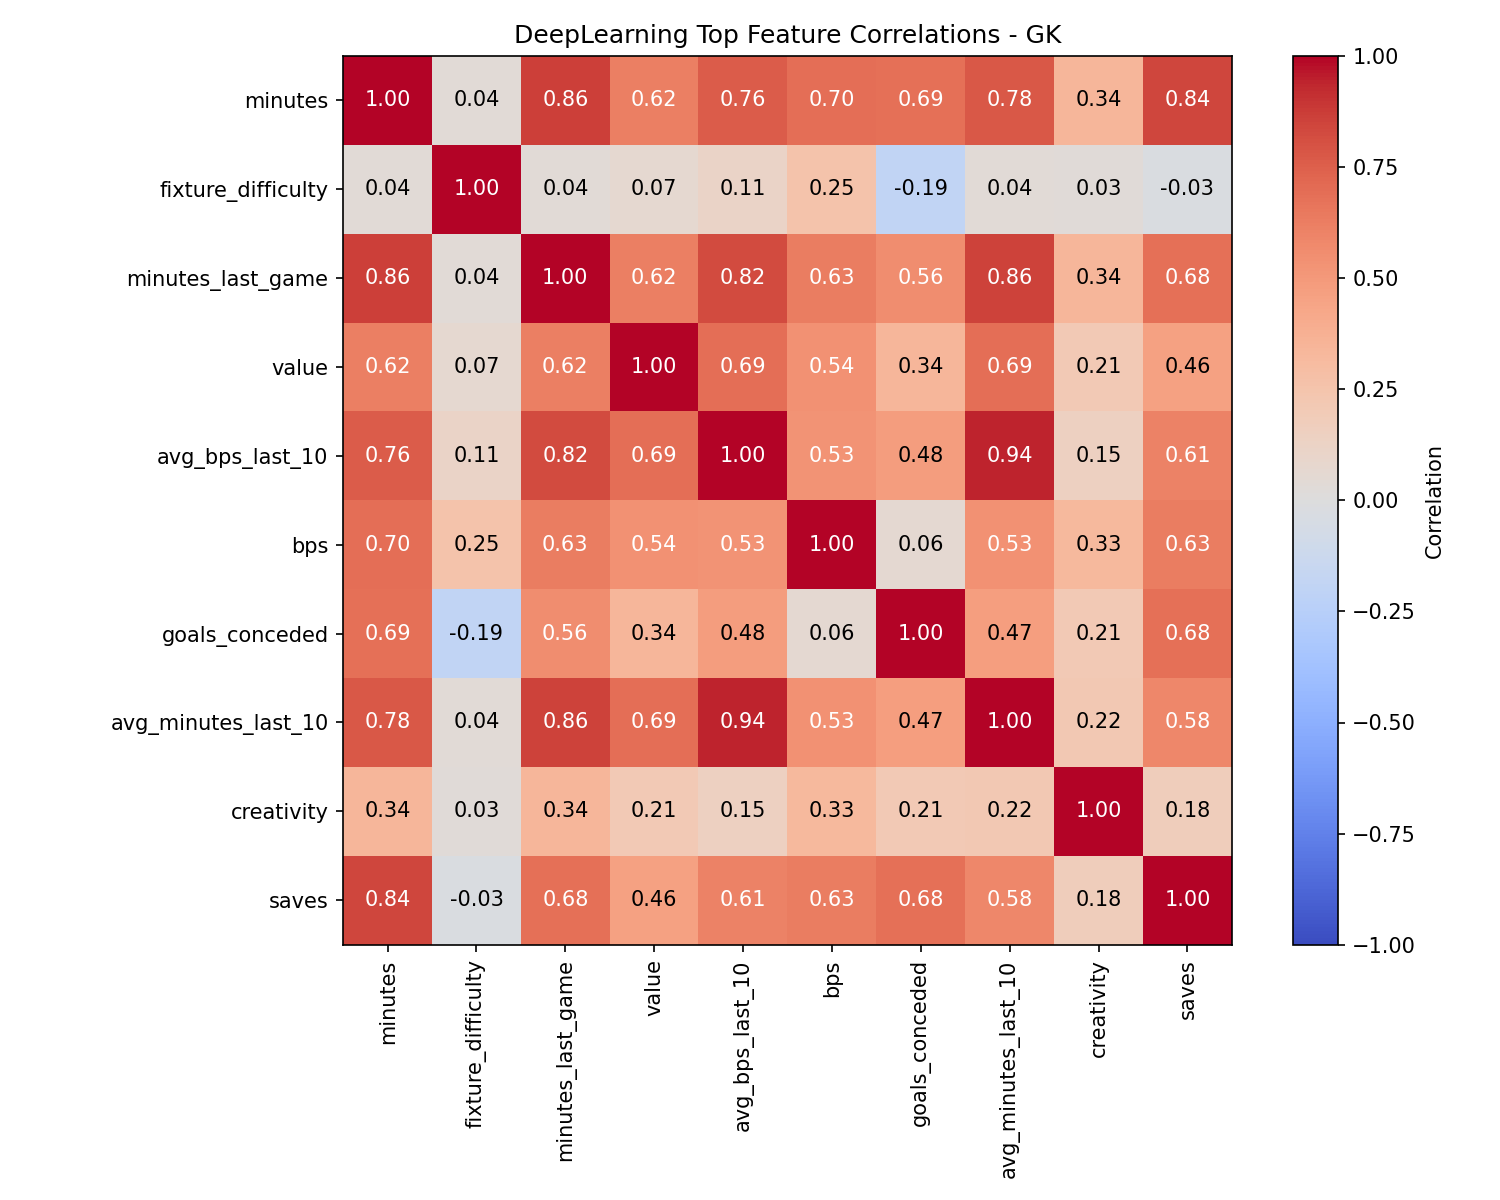 DeepLearning Top Feature Correlations - GK
minutes 1.00 0.04 0.86 0.62 0.76 0.70 0.69 0.78 0.34 0.84
fixture_difficulty 0.04 1.00 0.04 0.07 0.11 0.25 -0.19 0.04 0.03 -0.03
minutes_last_game 0.86 0.04 1.00 0.62 0.82 0.63 0.56 0.86 0.34 0.68
value 0.62 0.07 0.62 1.00 0.69 0.54 0.34 0.69 0.21 0.46
avg_bps_last_10 0.76 0.11 0.82 0.69 1.00 0.53 0.48 0.94 0.15 0.61
bps 0.70 0.25 0.63 0.54 0.53 1.00 0.06 0.53 0.33 0.63
goals_conceded 0.69 -0.19 0.56 0.34 0.48 0.06 1.00 0.47 0.21 0.68
avg_minutes_last_10 0.78 0.04 0.86 0.69 0.94 0.53 0.47 1.00 0.22 0.58
creativity 0.34 0.03 0.34 0.21 0.15 0.33 0.21 0.22 1.00 0.18
saves 0.84 -0.03 0.68 0.46 0.61 0.63 0.68 0.58 0.18 1.00
minutes
fixture_difficulty
minutes_last_game
value
avg_bps_last_10
bps
goals_conceded
avg_minutes_last_10
creativity
saves
1.00
0.75
0.50
0.25
0.00
−0.25
−0.50
−0.75
−1.00
Correlation